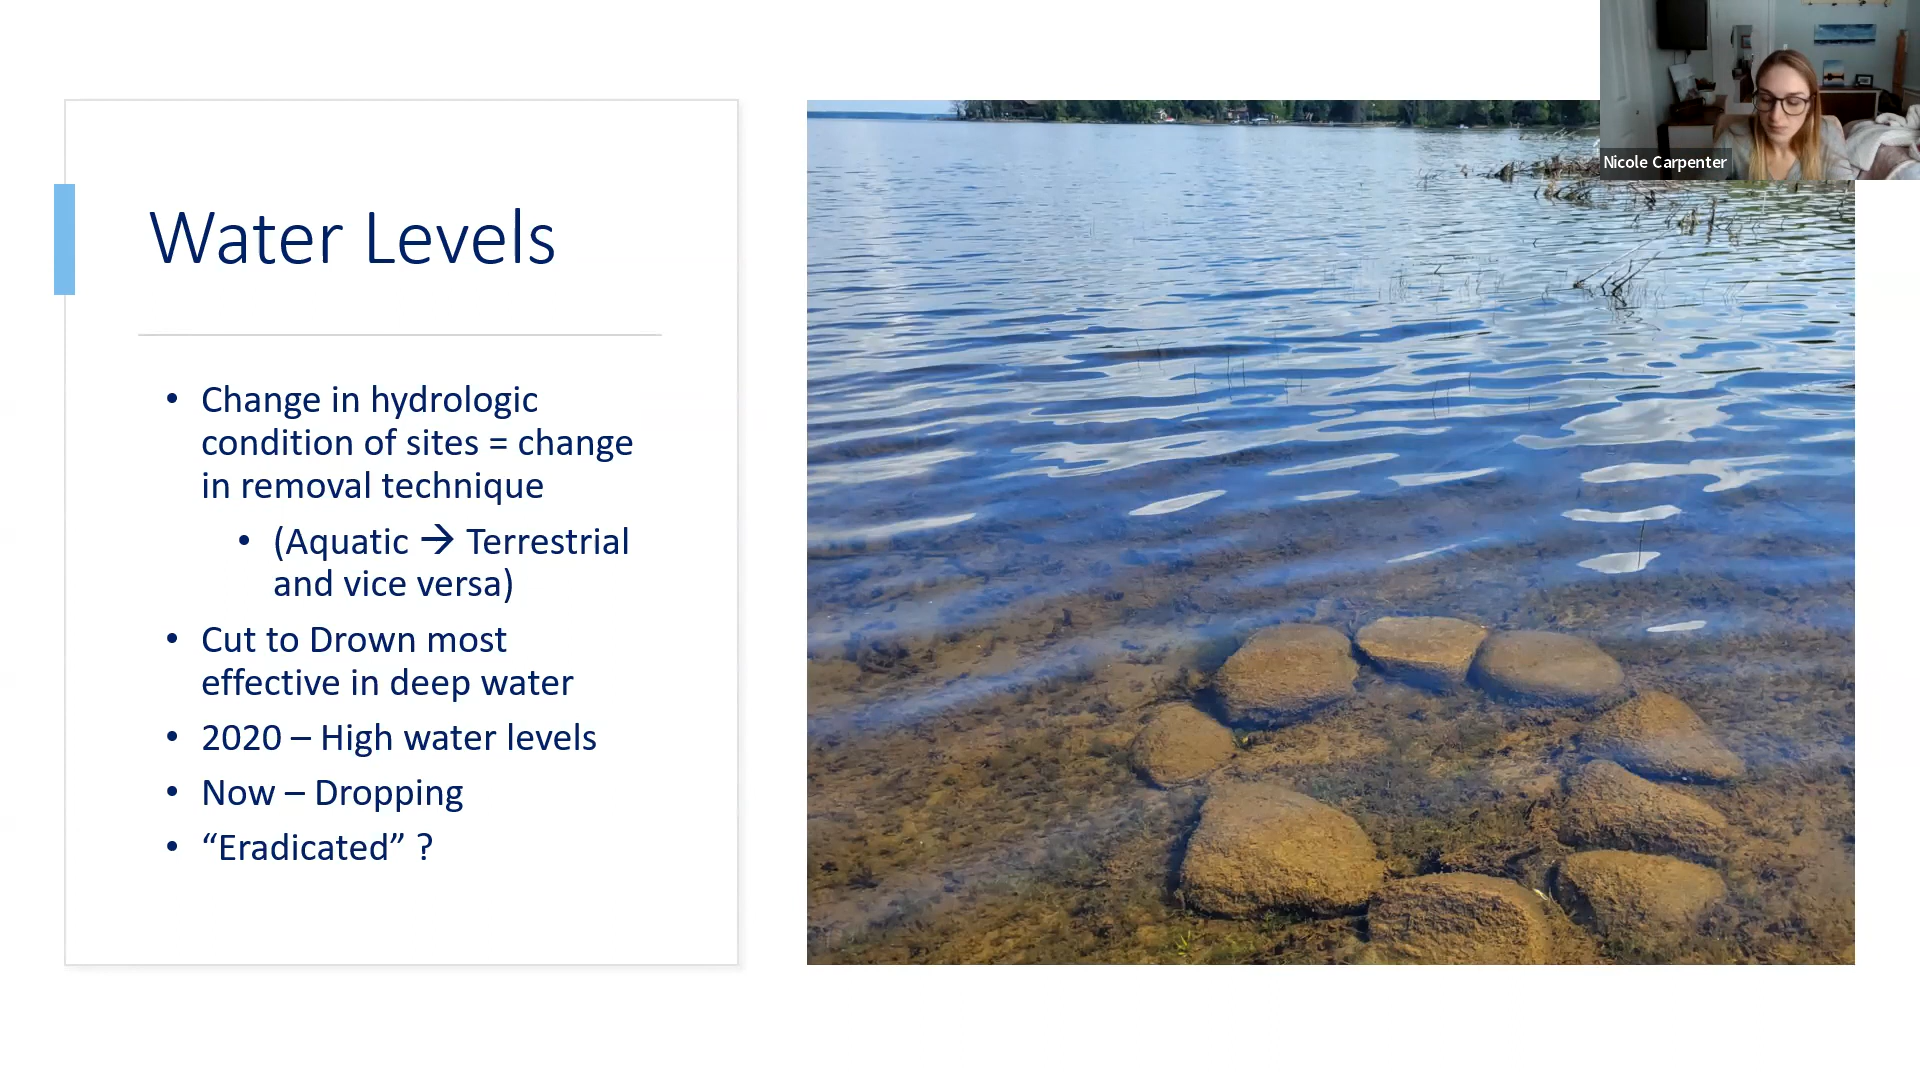 Nicole Carpenter
Water Levels
• Change in hydrologic
condition of sites = change
in removal technique
• (Aquatic → Terrestrial
and vice versa)
• Cut to Drown most
effective in deep water
• 2020 – High water levels
• Now – Dropping
• “Eradicated” ?